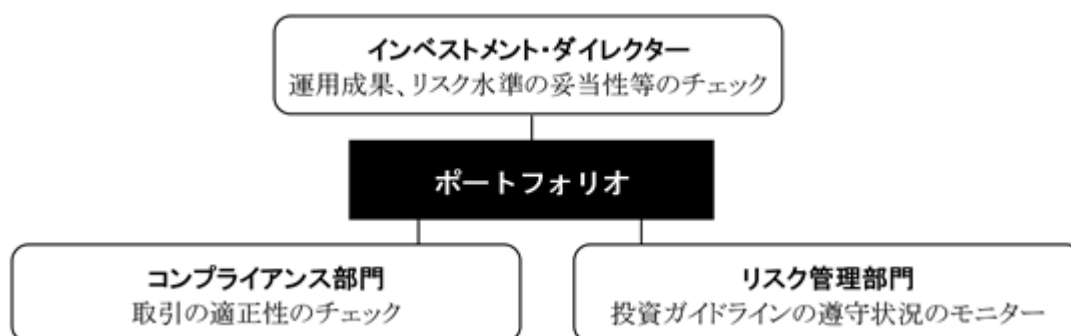 インベストメント・ダイレクター
運用成果、リスク水準の妥当性等のチェック
ポートフォリオ
コンプライアンス部門
取引の適正性のチェック
リスク管理部門
投資ガイドラインの遵守状況のモニター